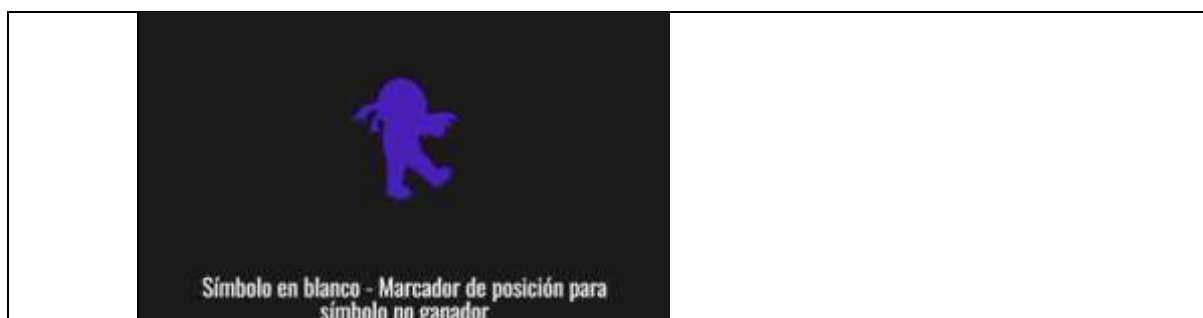 Símbolo en blanco - Marcador de posición para
símbolo no ganador